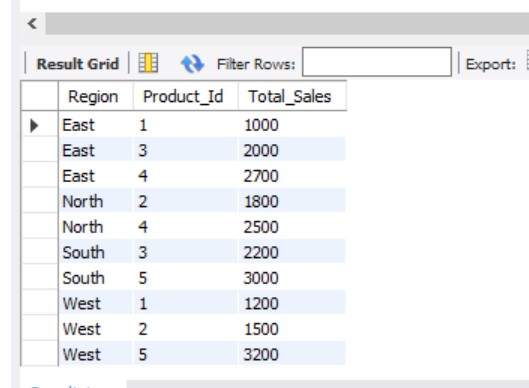 Result Grid Filter Rows: Export:
Region Product_Id Total_Sales
East 1 1000
East 3 2000
East 4 2700
North 2 1800
North 4 2500
South 3 2200
South 5 3000
West 1 1200
West 2 1500
West 5 3200